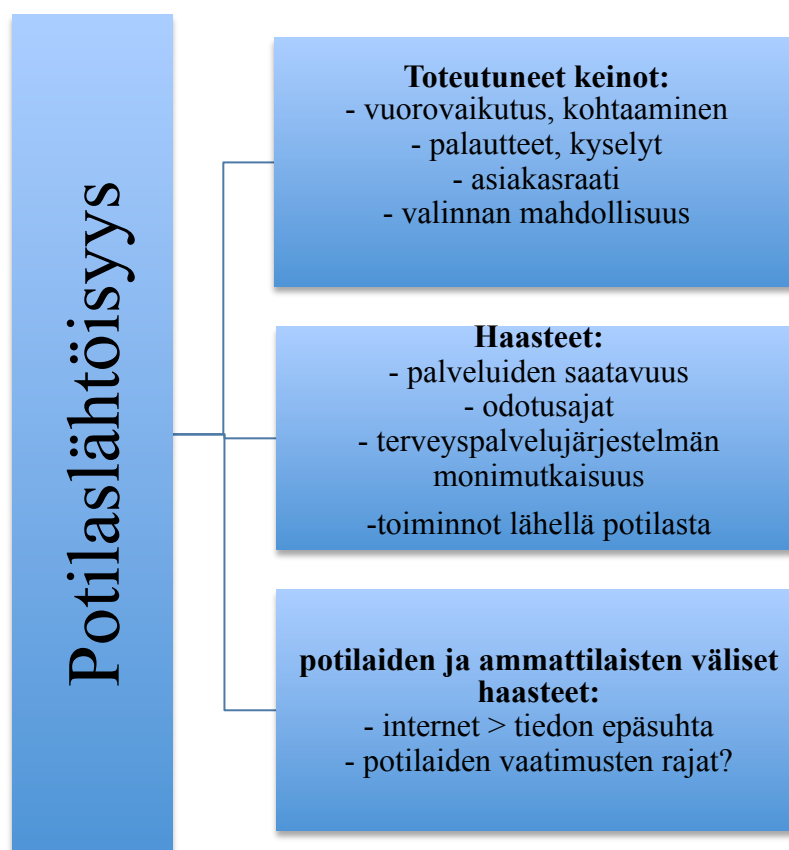 Potilaslähtöisyys
Toteutuneet keinot:
- vuorovaikutus, kohtaaminen
- palautteet, kyselyt
- asiakasraati
- valinnan mahdollisuus
Haasteet:
- palveluiden saatavuus
- odotusajat
- terveyspalvelujärjestelmän
monimutkaisuus
-toiminnot lähellä potilasta
potilaiden ja ammattilaisten väliset
haasteet:
- internet > tiedon epäsuhta
- potilaiden vaatimusten rajat?